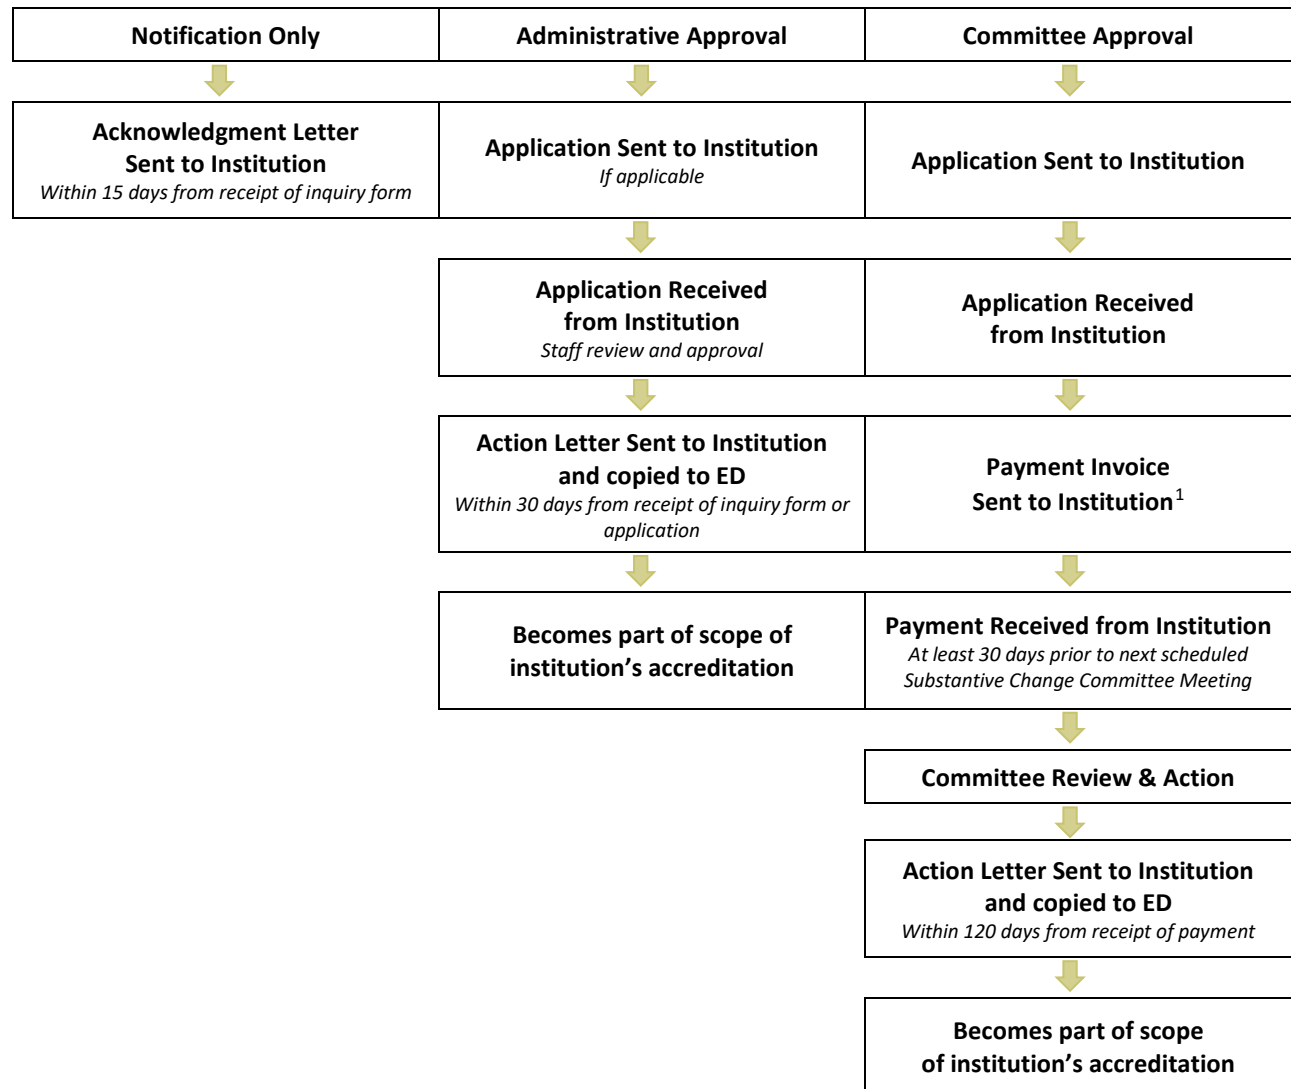 Notification Only
Administrative Approval
Committee Approval
Acknowledgment Letter
Sent to Institution
Within 15 days from receipt of inquiry form
Application Sent to Institution
If applicable
Application Sent to Institution
Application Received
from Institution
Staff review and approval
Application Received
from Institution
Action Letter Sent to Institution
and copied to ED
Within 30 days from receipt of inquiry form or
application
Payment Invoice
Sent to Institution1
Becomes part of scope of
institution’s accreditation
Payment Received from Institution
At least 30 days prior to next scheduled
Substantive Change Committee Meeting
Committee Review & Action
Action Letter Sent to Institution
and copied to ED
Within 120 days from receipt of payment
Becomes part of scope
of institution’s accreditation